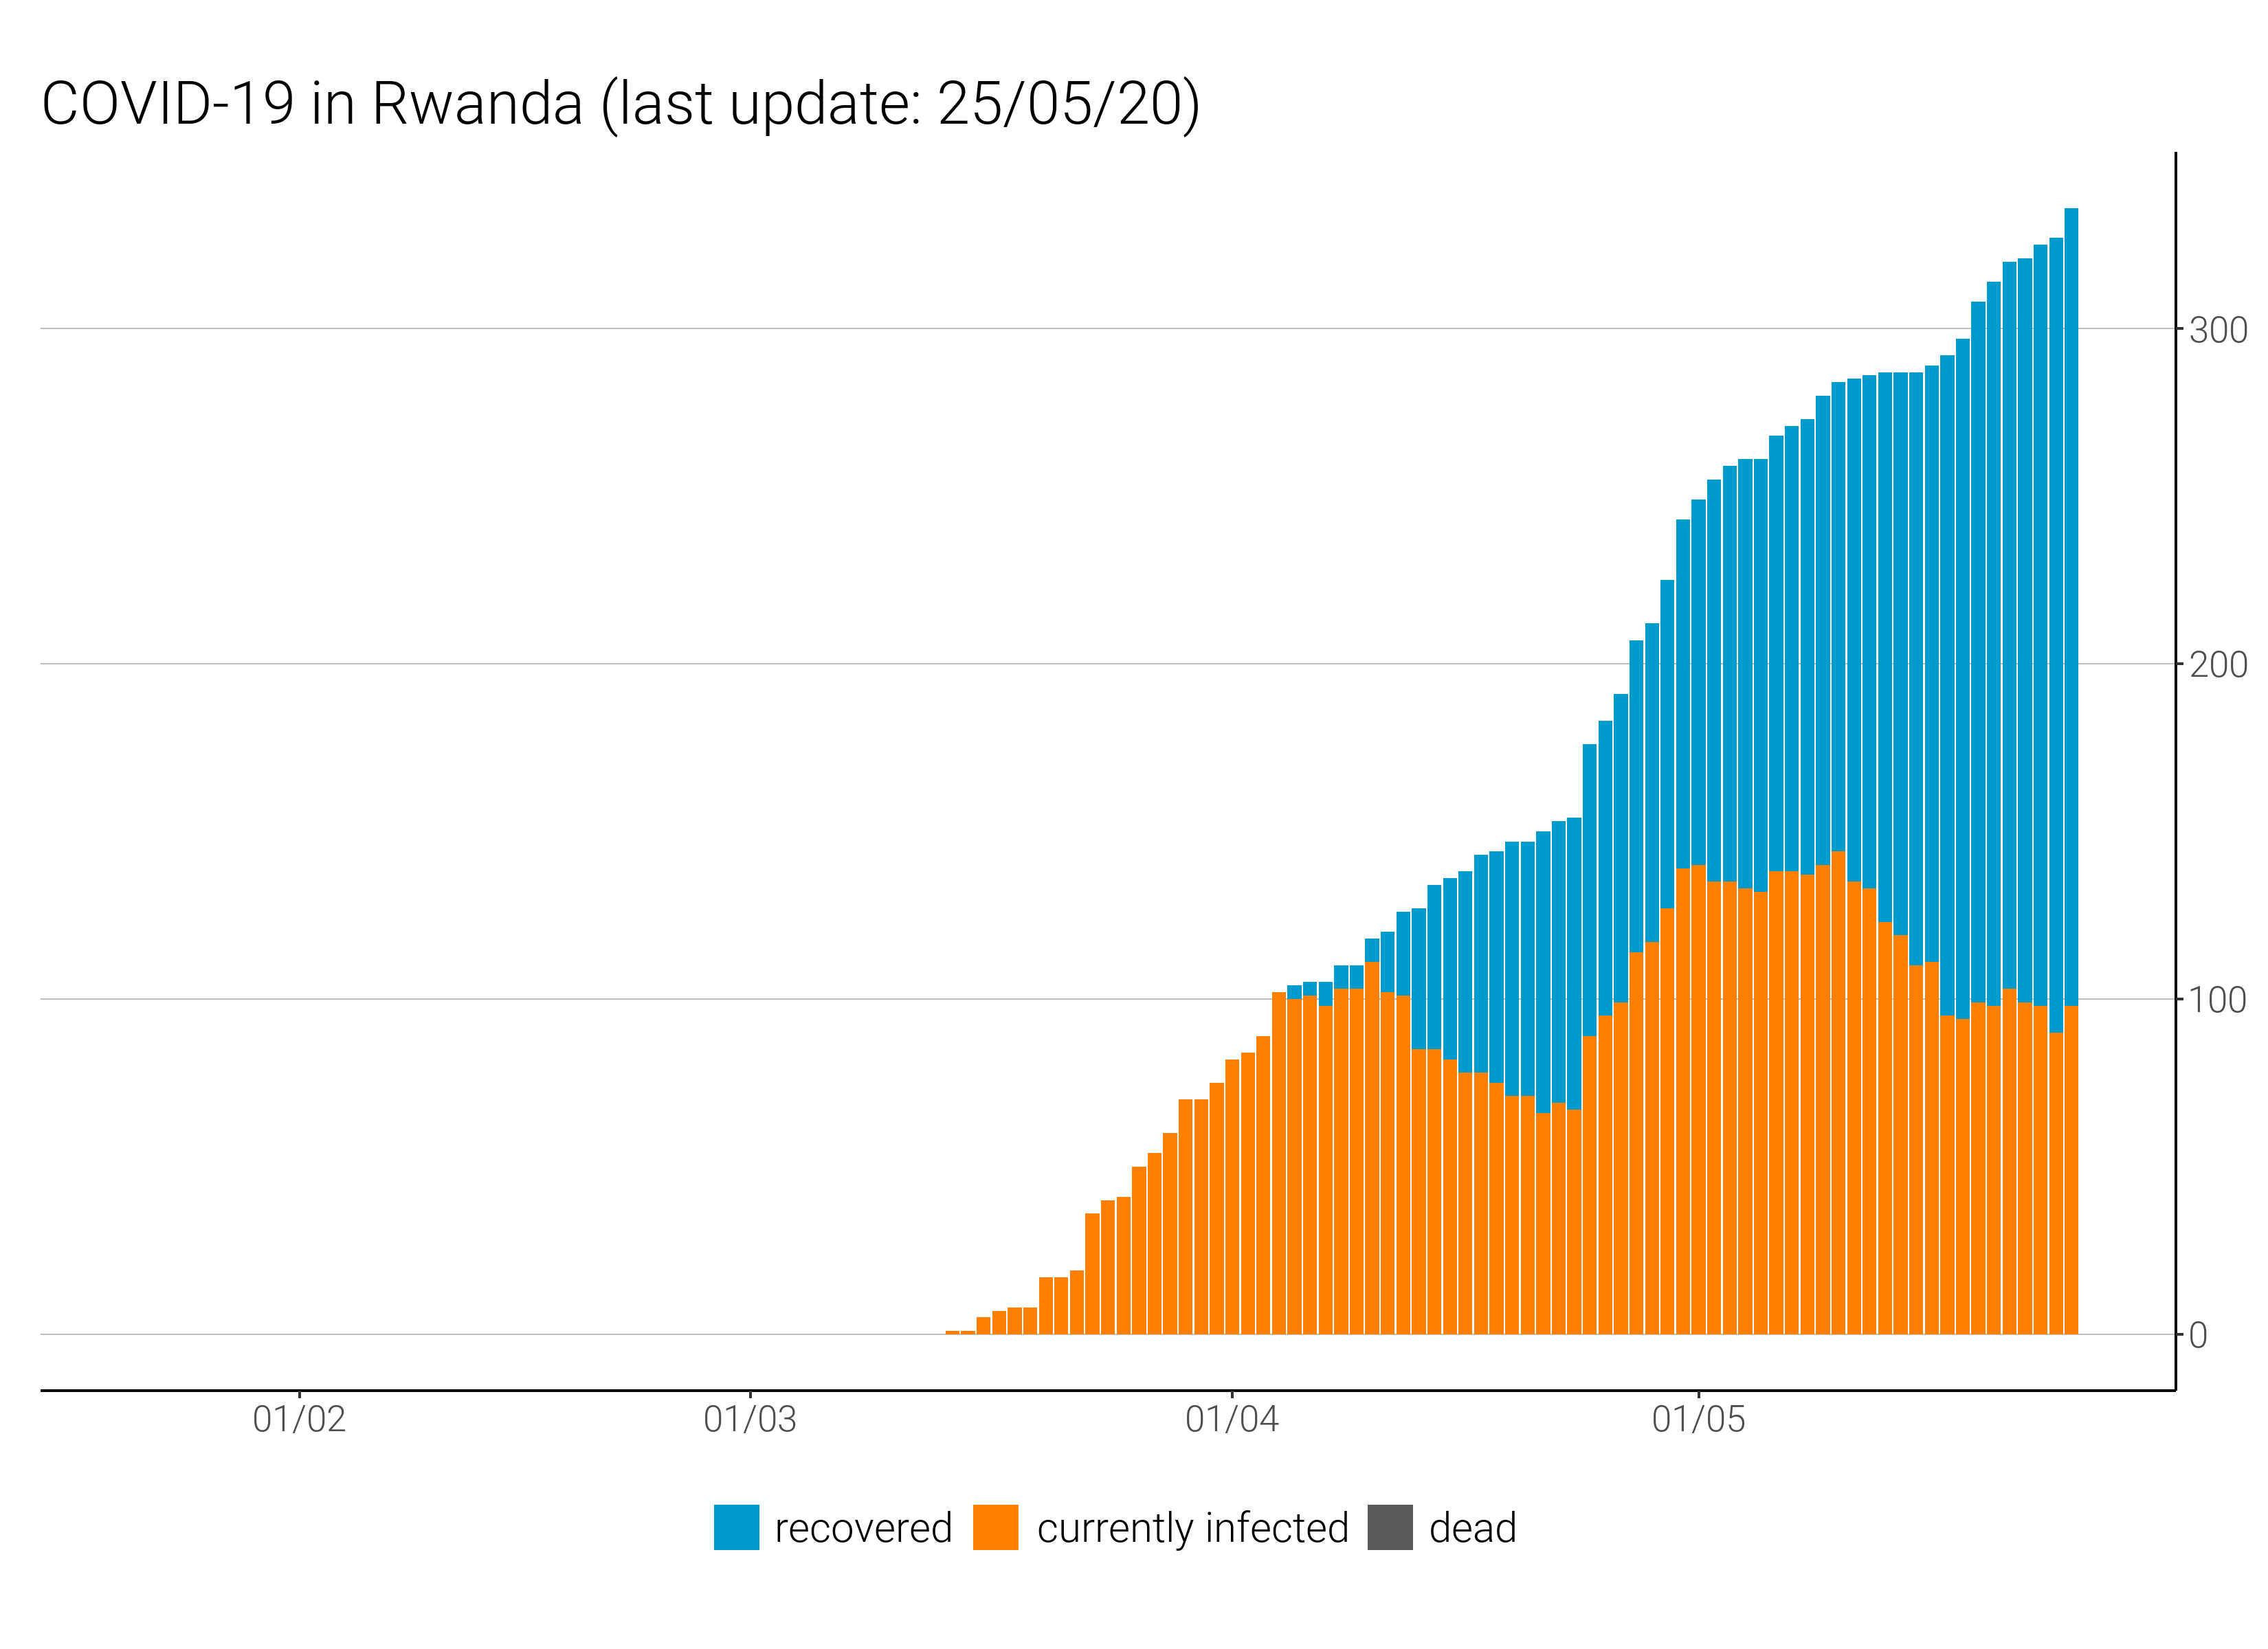 COVID-19 in Rwanda (last update: 25/05/20)
300
200
100
0
01/02 01/03 01/04 01/05
recovered currently infected dead